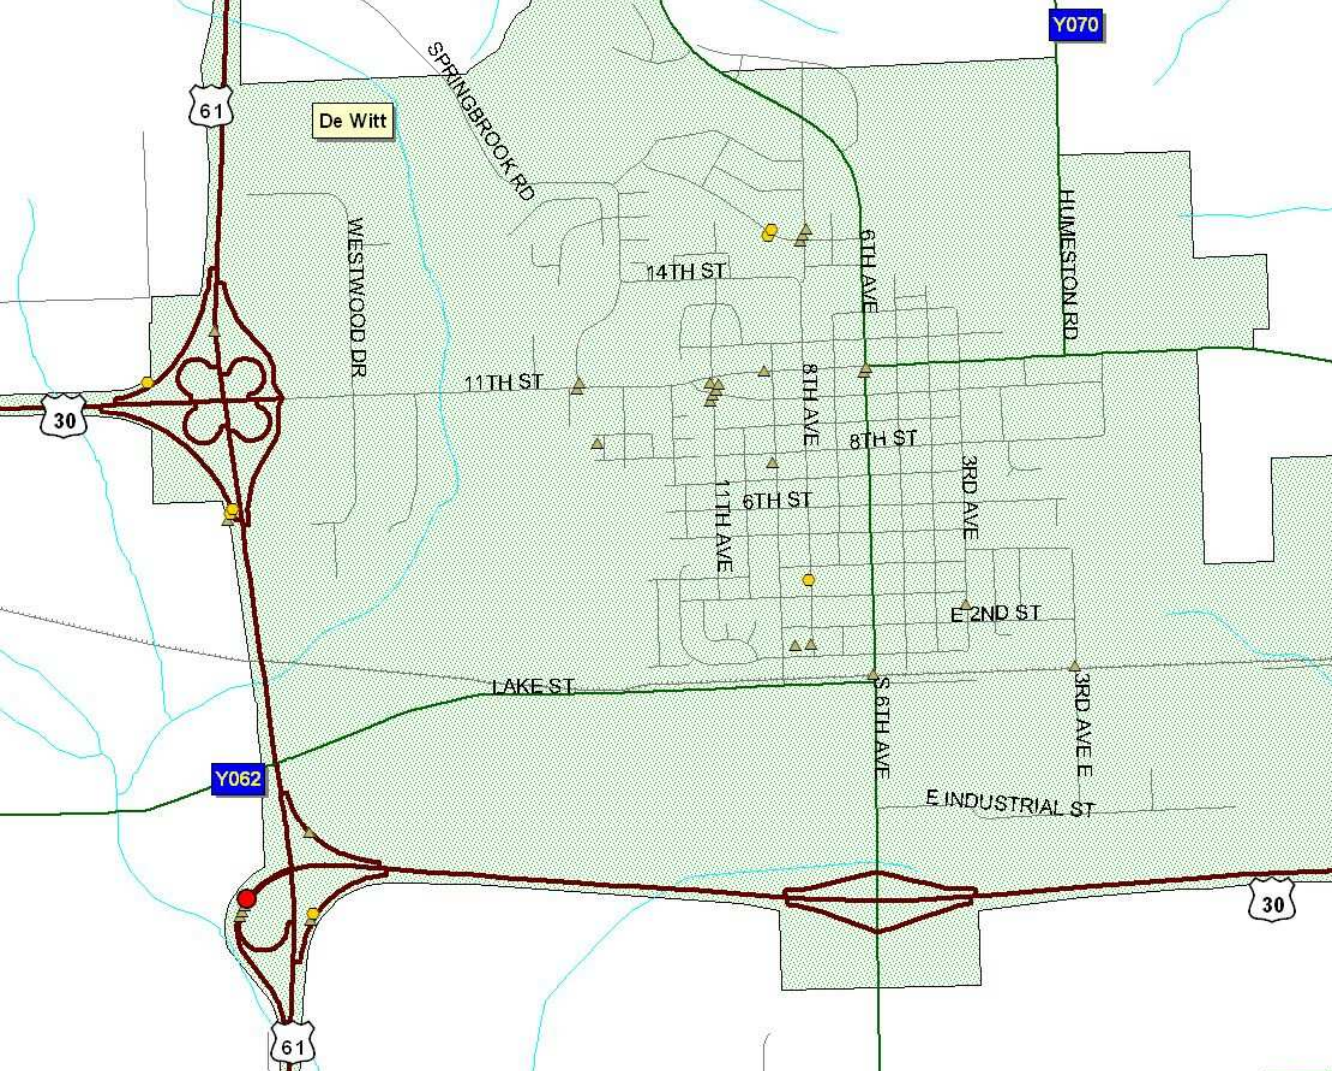 Y070
SPRINGBROOK RD
61
De Witt
HUMESTON RD
WESTWOOD DR
6TH AVE
14TH ST
11TH ST
8TH AVE
30
8TH ST
3RD AVE
11TH AVE
6TH ST
E 2ND ST
LAKE ST
S 6TH AVE
3RD AVE E
Y062
E INDUSTRIAL ST
30
61